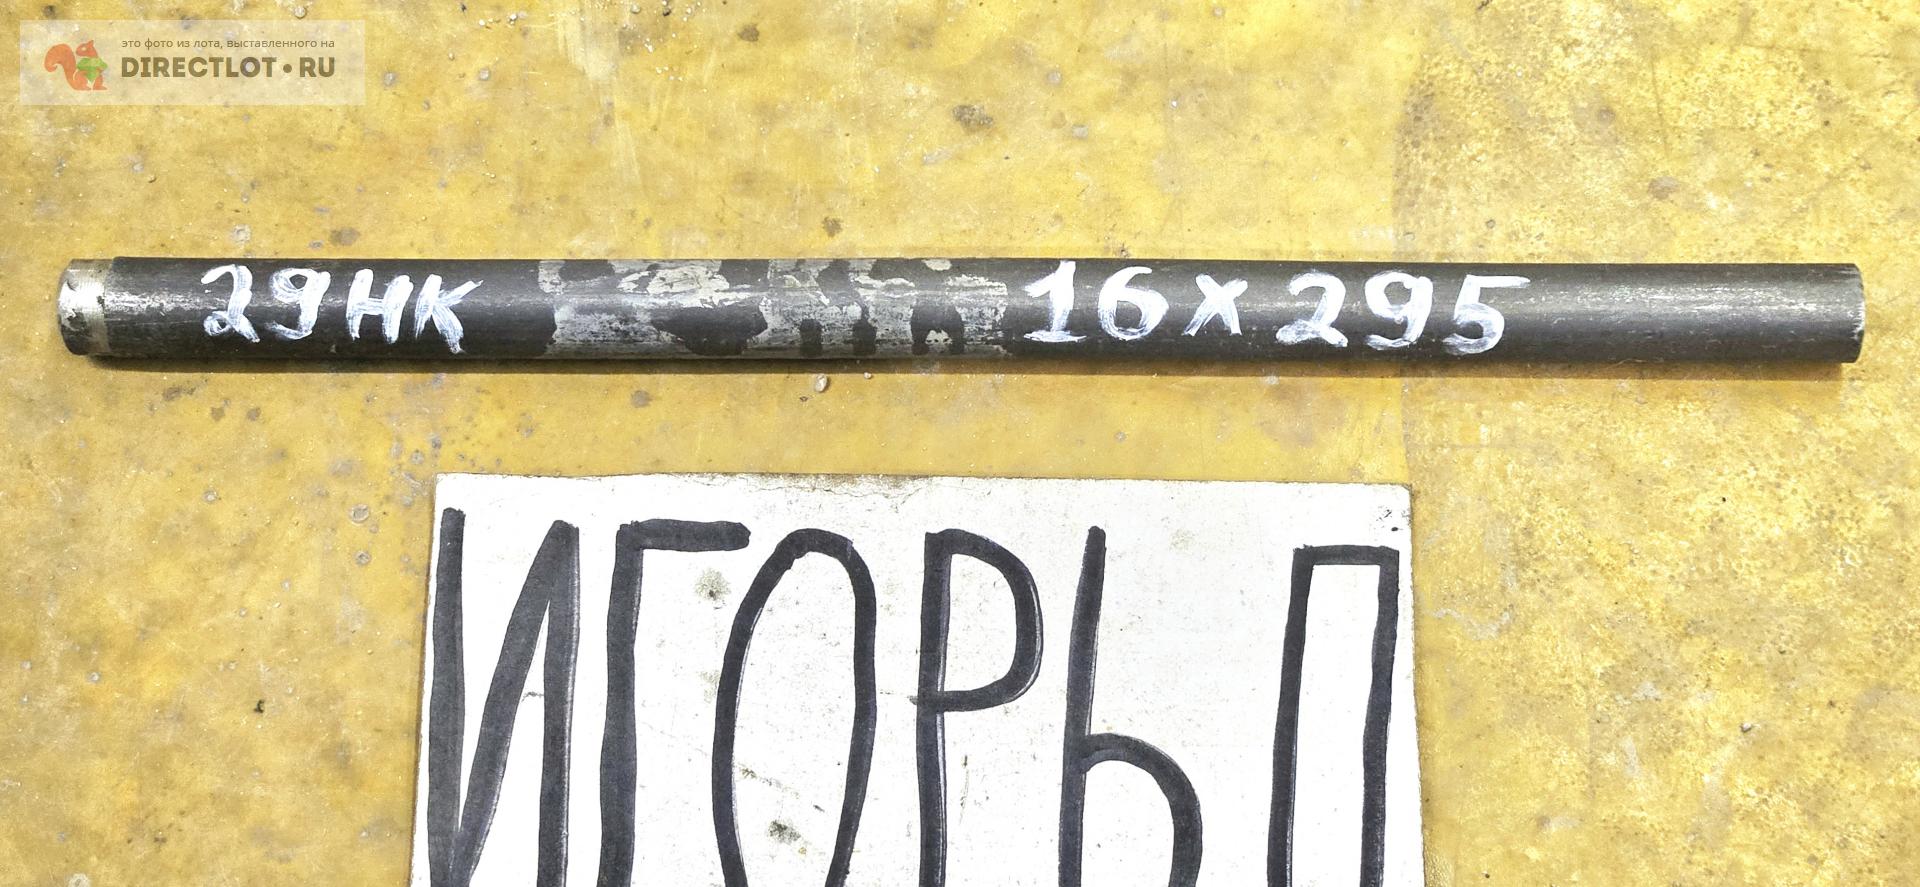 это фото из лота, выставленного на
DIRECTLOT•RU
29НК 16х295
ИГОРЬ П